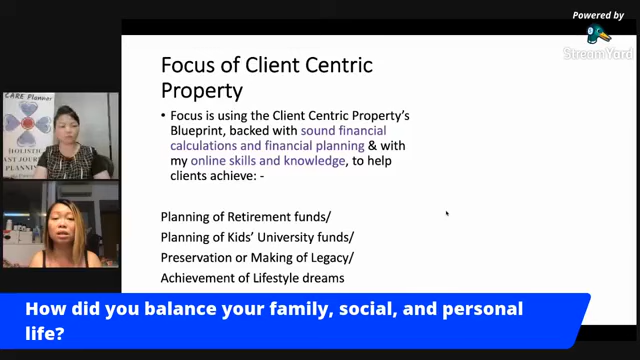 Powered by
StreamYard
Focus of Client Centric
Property
• Focus is using the Client Centric Property's
Blueprint, backed with sound financial
calculations and financial planning & with
my online skills and knowledge, to help
clients achieve: -
Planning of Retirement funds/
Planning of Kids' University funds/
Preservation or Making of Legacy/
Achievement of Lifestyle dreams
CARE Planner
HOLISTIC
JOUR
PLANNIN
How did you balance your family, social, and personal
life?